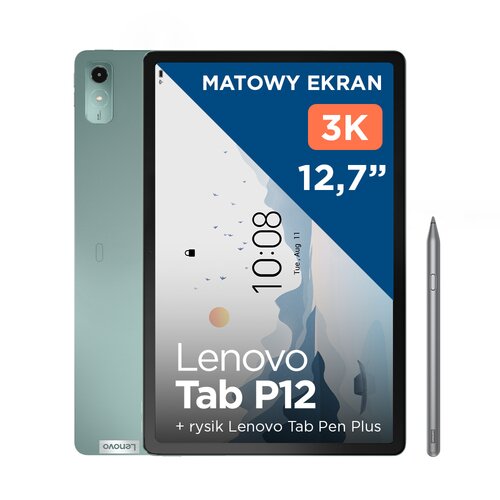 MATOWY EKRAN
3K
12,7”
10:08
Tue, Aug 11
Lenovo
Tab P12
+ rysik Lenovo Tab Pen Plus
Lenovo